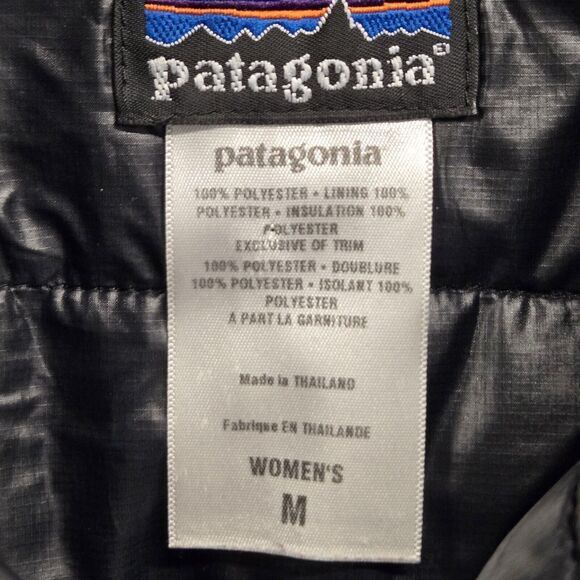 patagonia
patagonia
100% POLYESTER • LINING 100%
POLYESTER • INSULATION 100%
POLYESTER
EXCLUSIVE OF TRIM
100% POLYESTER • DOUBLURE
100% POLYESTER • ISOLANT 100%
POLYESTER
A PART LA GARNITURE
Made in THAILAND
Fabrique EN THAILANDE
WOMEN'S
M